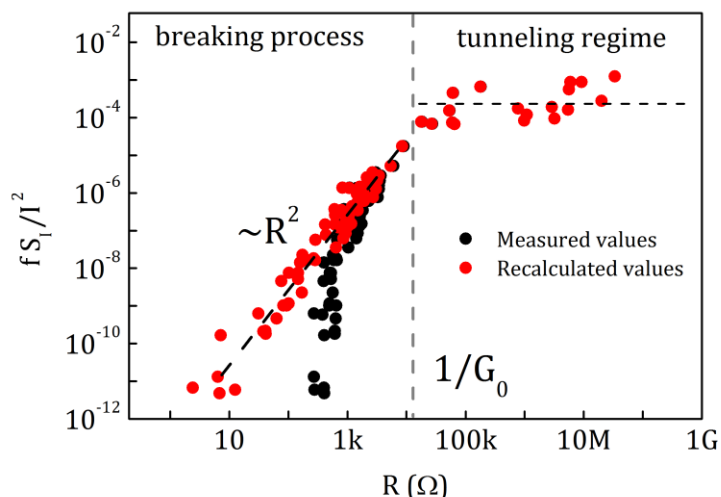 breaking process
tunneling regime
f S_I/I^2
10^-2
10^-4
10^-6
10^-8
10^-10
10^-12
~R^2
Measured values
Recalculated values
1/G_0
10
1k
100k
10M
1G
R (Ω)